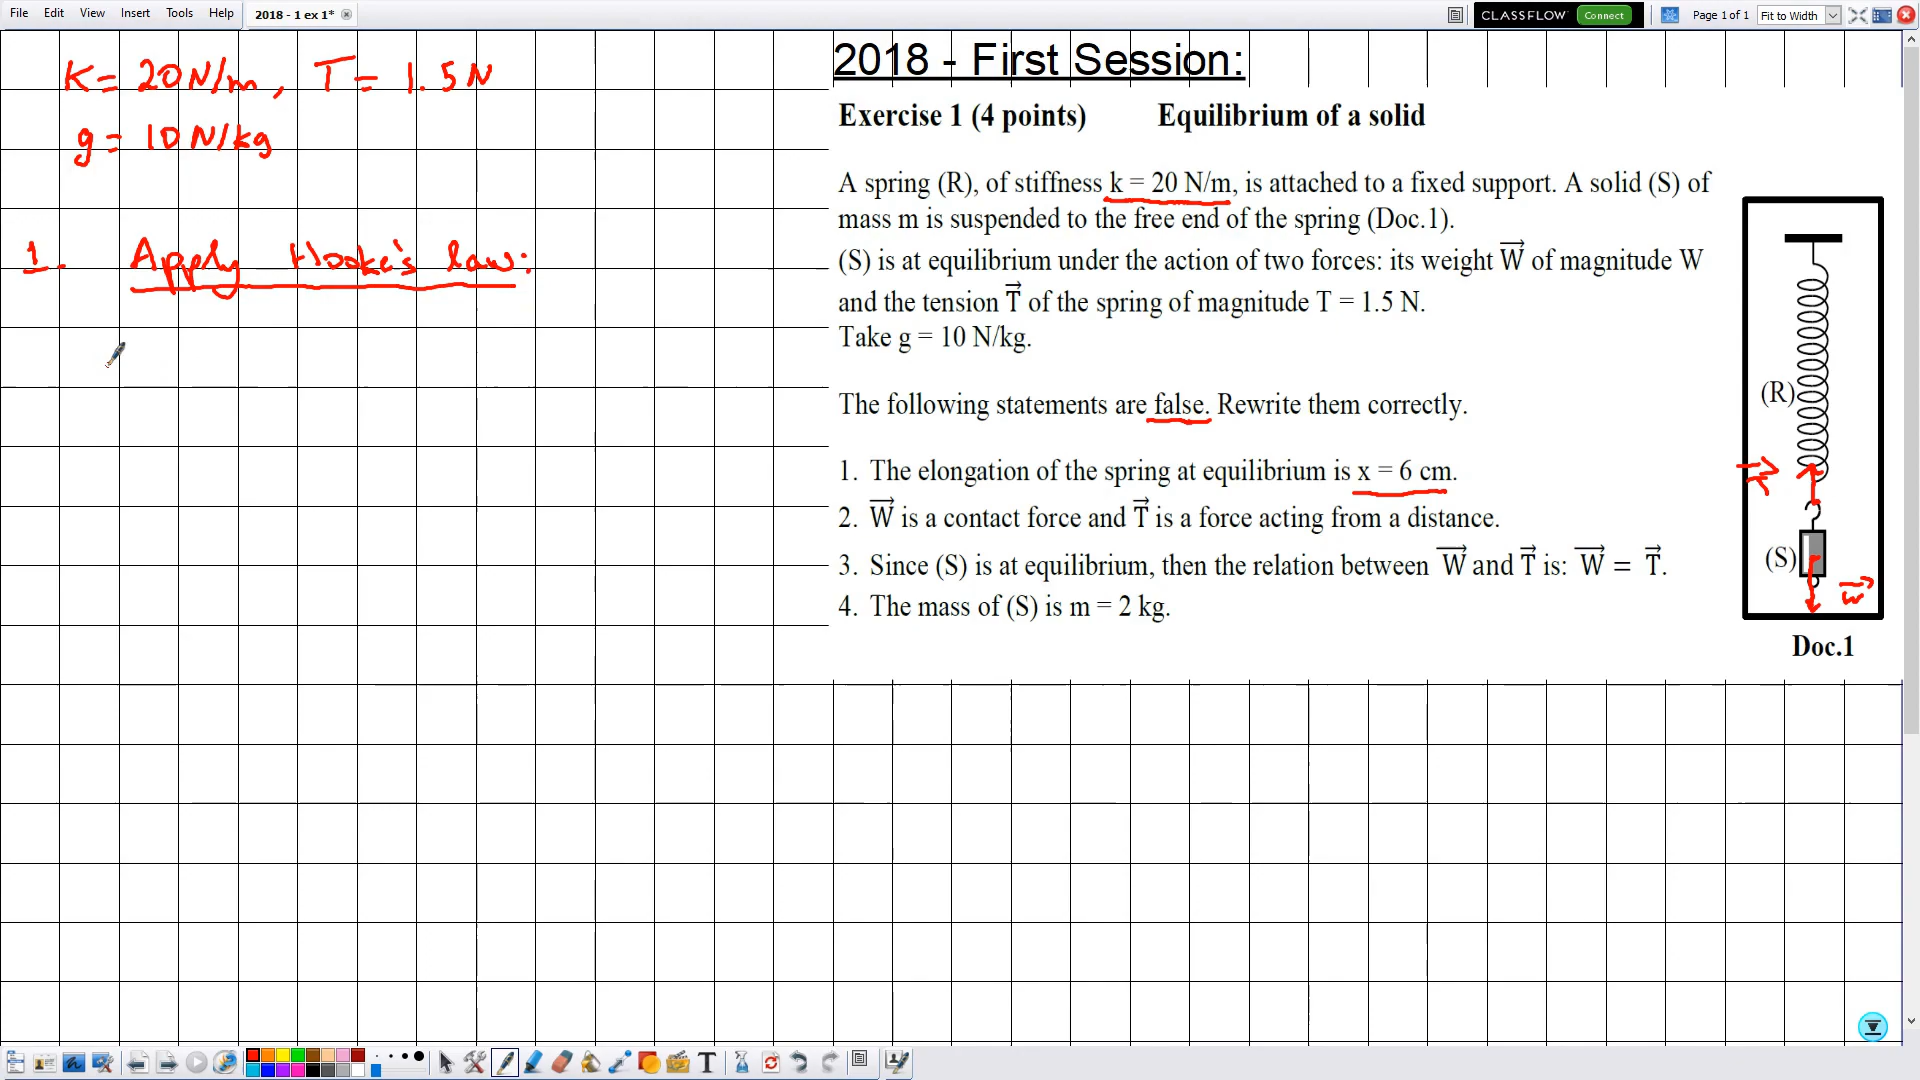 File Edit View Insert Tools Help 2018 - 1 ex 1* CLASSFLOW Connect Page 1 of 1 Fit to Width
K = 20 N/m, T = 1.5 N
g = 10 N/kg
1. Apply Hooke's law:
2018 - First Session:
Exercise 1 (4 points) Equilibrium of a solid
A spring (R), of stiffness k = 20 N/m, is attached to a fixed support. A solid (S) of
mass m is suspended to the free end of the spring (Doc.1).
(S) is at equilibrium under the action of two forces: its weight W⃗ of magnitude W
and the tension T⃗ of the spring of magnitude T = 1.5 N.
Take g = 10 N/kg.
The following statements are false. Rewrite them correctly.
1. The elongation of the spring at equilibrium is x = 6 cm.
2. W⃗ is a contact force and T⃗ is a force acting from a distance.
3. Since (S) is at equilibrium, then the relation between W⃗ and T⃗ is: W⃗ = T⃗.
4. The mass of (S) is m = 2 kg.
(R)
T⃗
(S)
W⃗
Doc.1
T